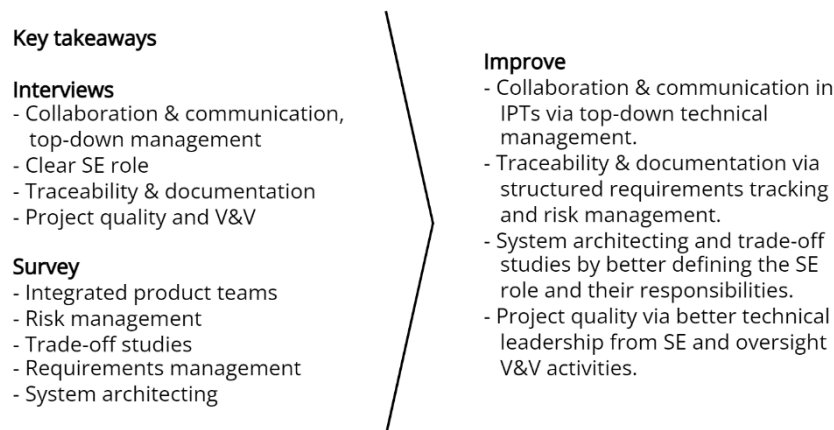 Key takeaways
Interviews
- Collaboration & communication,
top-down management
- Clear SE role
- Traceability & documentation
- Project quality and V&V
Survey
- Integrated product teams
- Risk management
- Trade-off studies
- Requirements management
- System architecting
Improve
- Collaboration & communication in
IPTs via top-down technical
management.
- Traceability & documentation via
structured requirements tracking
and risk management.
- System architecting and trade-off
studies by better defining the SE
role and their responsibilities.
- Project quality via better technical
leadership from SE and oversight
V&V activities.